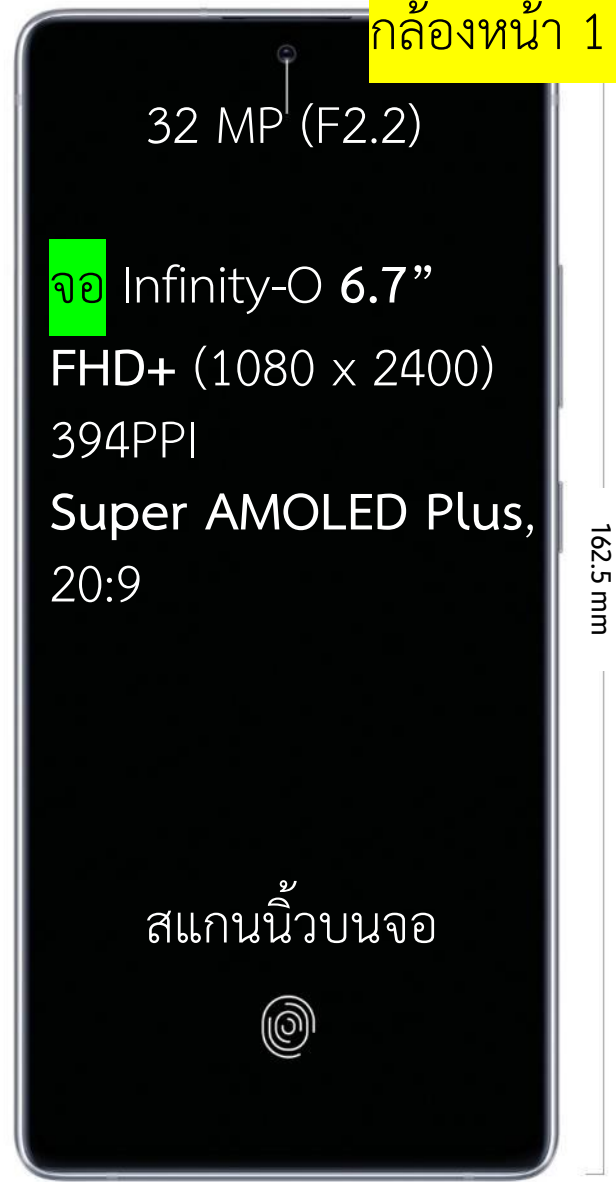 กล้องหน้า 1
32 MP (F2.2)
จอ Infinity-O 6.7”
FHD+ (1080 x 2400)
394PPI
Super AMOLED Plus,
20:9
162.5 mm
สแกนนิ้วบนจอ